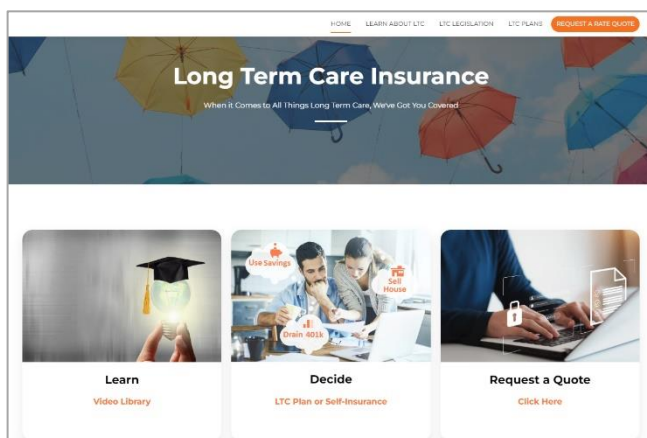 HOME LEARN ABOUT LTC LTC LEGISLATION LTC PLANS REQUEST A RATE QUOTE
Long Term Care Insurance
When it Comes to All Things Long Term Care, We've Got You Covered
Use Savings
Sell
House
Drain 401k
Learn
Decide
Request a Quote
Video Library
LTC Plan or Self-Insurance
Click Here